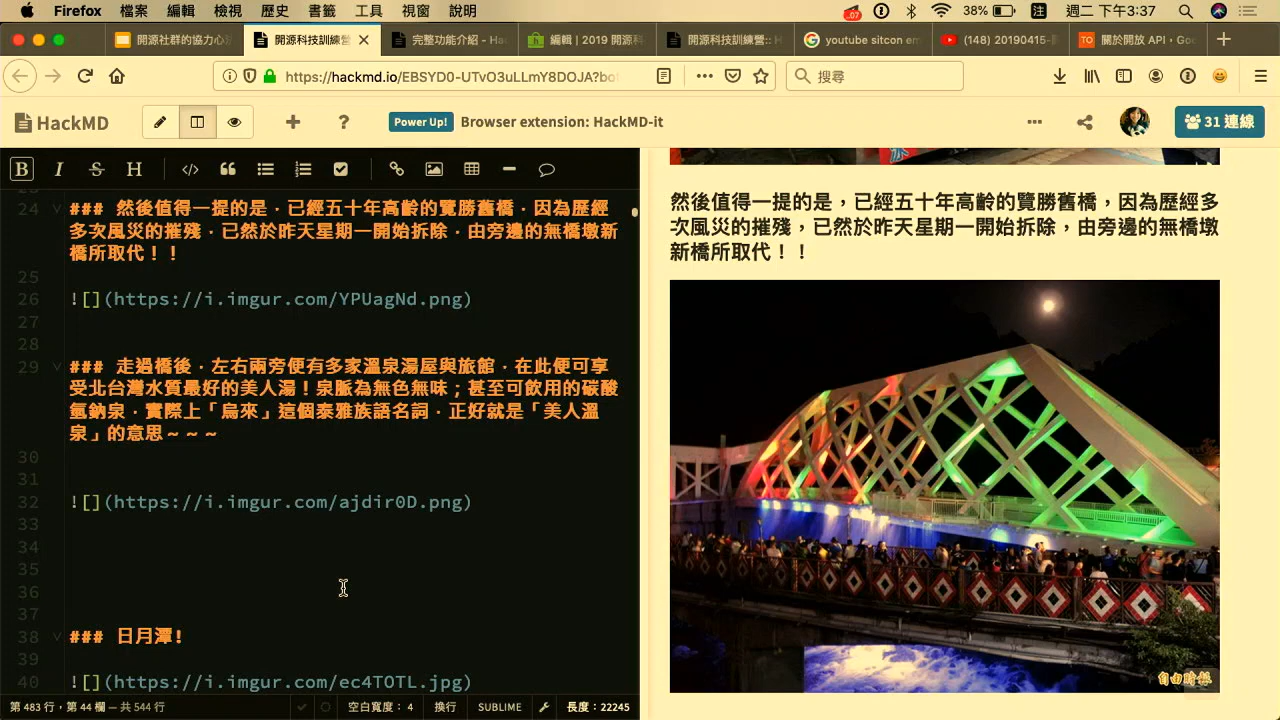 Firefox 檔案 編輯 檢視 歷史 書籤 工具 視窗 說明
.07
38%
注
週二 下午3:37
開源社群的協力心法
開源科技訓練營
完整功能介紹 - Ha
編輯 | 2019 開源科
開源科技訓練營:: H
youtube sitcon em
(148) 20190415-
關於開放 API，Goo
https://hackmd.io/EBSYD0-UTvO3uLLmY8DOJA?bo
搜尋
HackMD
Power Up!
Browser extension: HackMD-it
31 連線
B I S H
24 ### 然後值得一提的是，已經五十年高齡的覽勝舊橋，因為歷經
多次風災的摧殘，已然於昨天星期一開始拆除，由旁邊的無橋墩新
橋所取代！！
25
26 ![](https://i.imgur.com/YPUagNd.png)
27
28
29 ### 走過橋後，左右兩旁便有多家溫泉湯屋與旅館，在此便可享
受北台灣水質最好的美人湯！泉脈為無色無味；甚至可飲用的碳酸
氫鈉泉，實際上「烏來」這個泰雅族語名詞，正好就是「美人溫
泉」的意思～～～
30
31
32 ![](https://i.imgur.com/ajdir0D.png)
33
34
35
36
37
38 ### 日月潭!
39
40 ![](https://i.imgur.com/ec4TOTL.jpg)
第 483 行，第 44 欄 — 共 544 行
空白寬度： 4
換行
SUBLIME
長度：22245
然後值得一提的是，已經五十年高齡的覽勝舊橋，因為歷經多
次風災的摧殘，已然於昨天星期一開始拆除，由旁邊的無橋墩
新橋所取代！！
自由時報